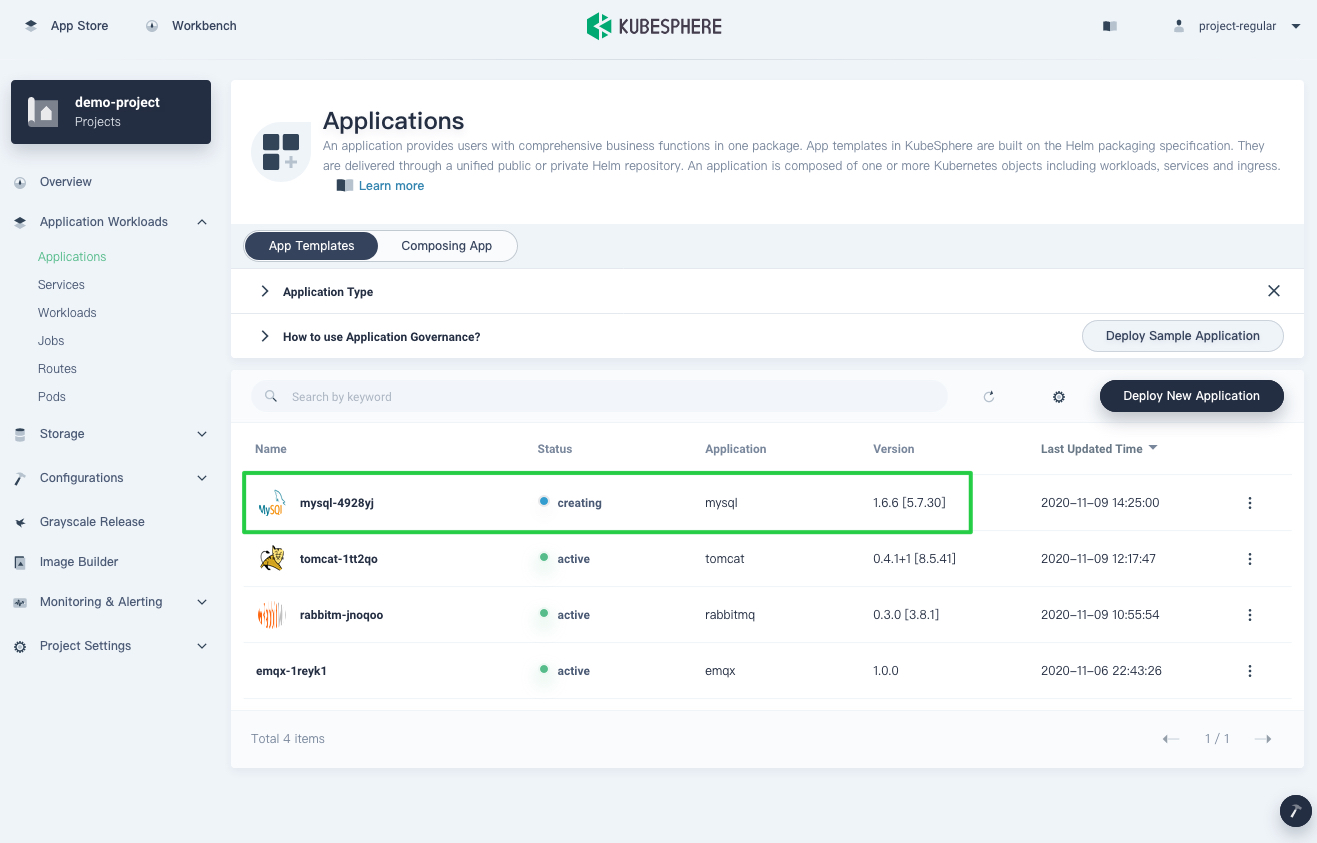 App Store
Workbench
KUBESPHERE
project-regular
demo-project
Projects
Overview
Application Workloads
Applications
Services
Workloads
Jobs
Routes
Pods
Storage
Configurations
Grayscale Release
Image Builder
Monitoring & Alerting
Project Settings
Applications
An application provides users with comprehensive business functions in one package. App templates in KubeSphere are built on the Helm packaging specification. They
are delivered through a unified public or private Helm repository. An application is composed of one or more Kubernetes objects including workloads, services and ingress.
Learn more
App Templates Composing App
Application Type
How to use Application Governance? Deploy Sample Application
Search by keyword Deploy New Application
Name Status Application Version Last Updated Time
MySQL mysql-4928yj creating mysql 1.6.6 [5.7.30] 2020-11-09 14:25:00
tomcat-1tt2qo active tomcat 0.4.1+1 [8.5.41] 2020-11-09 12:17:47
rabbitm-jnoqoo active rabbitmq 0.3.0 [3.8.1] 2020-11-09 10:55:54
emqx-1reyk1 active emqx 1.0.0 2020-11-06 22:43:26
Total 4 items 1 / 1